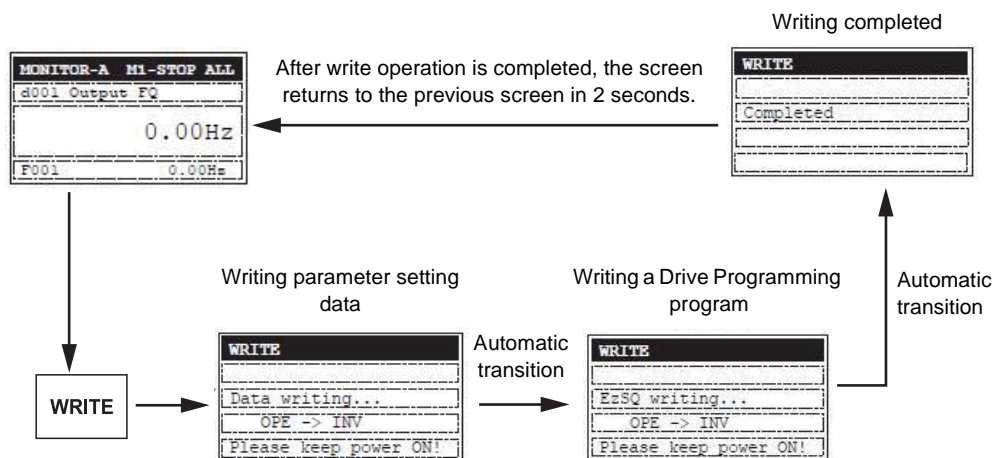 Writing completed
MONITOR-A M1-STOP ALL
d001 Output FQ
0.00Hz
F001 0.00Hz
After write operation is completed, the screen
returns to the previous screen in 2 seconds.
WRITE
Completed
Writing parameter setting
data
Writing a Drive Programming
program
Automatic
transition
WRITE
WRITE
Data writing...
OPE -> INV
Please keep power ON!
Automatic
transition
WRITE
EzSQ writing...
OPE -> INV
Please keep power ON!